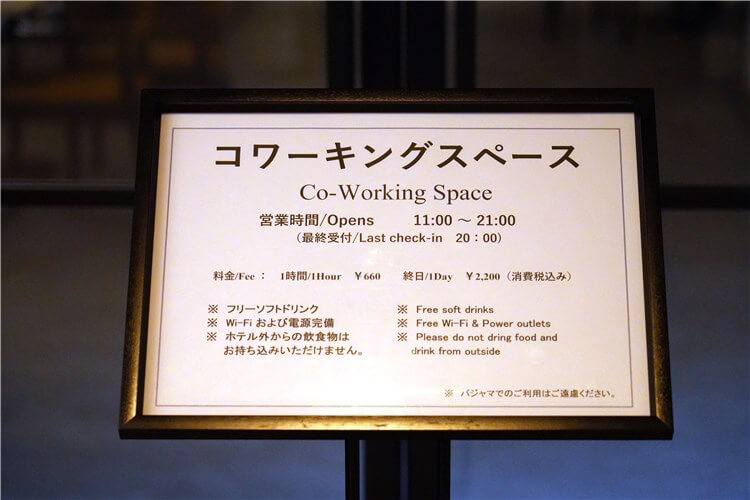 コワーキングスペース
Co-Working Space
営業時間/Opens 11:00 ～ 21:00
（最終受付/Last check-in 20：00）
料金/Fee ： 1時間/1Hour ￥660 終日/1Day ￥2,200（消費税込み）
※ フリーソフトドリンク
※ Wi-Fi および電源完備
※ ホテル外からの飲食物は
お持ち込みいただけません。
※ Free soft drinks
※ Free Wi-Fi & Power outlets
※ Please do not dring food and
drink from outside
※ パジャマでのご利用はご遠慮ください。